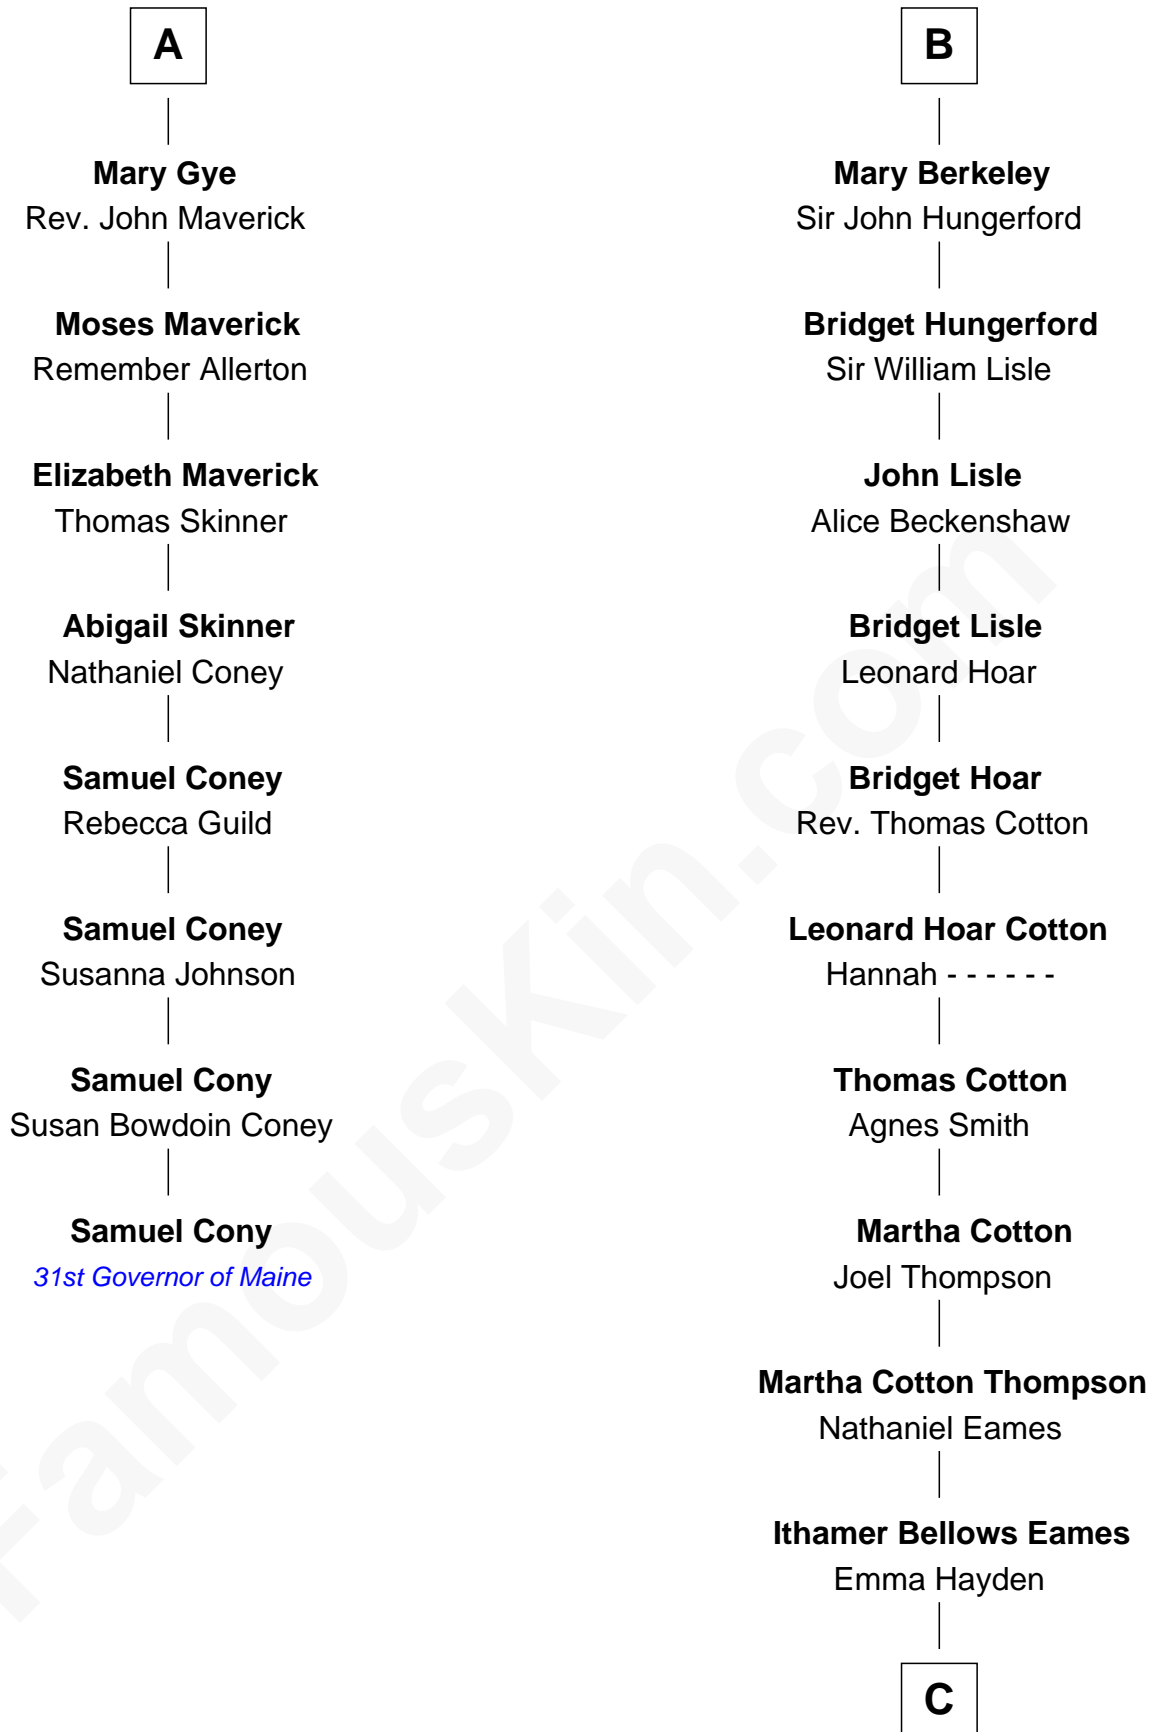 A
Mary Gye
Rev. John Maverick
Moses Maverick
Remember Allerton
Elizabeth Maverick
Thomas Skinner
Abigail Skinner
Nathaniel Coney
Samuel Coney
Rebecca Guild
Samuel Coney
Susanna Johnson
Samuel Cony
Susan Bowdoin Coney
Samuel Cony
31st Governor of Maine
B
Mary Berkeley
Sir John Hungerford
Bridget Hungerford
Sir William Lisle
John Lisle
Alice Beckenshaw
Bridget Lisle
Leonard Hoar
Bridget Hoar
Rev. Thomas Cotton
Leonard Hoar Cotton
Hannah - - - - - -
Thomas Cotton
Agnes Smith
Martha Cotton
Joel Thompson
Martha Cotton Thompson
Nathaniel Eames
Ithamer Bellows Eames
Emma Hayden
C
FamousKin.com